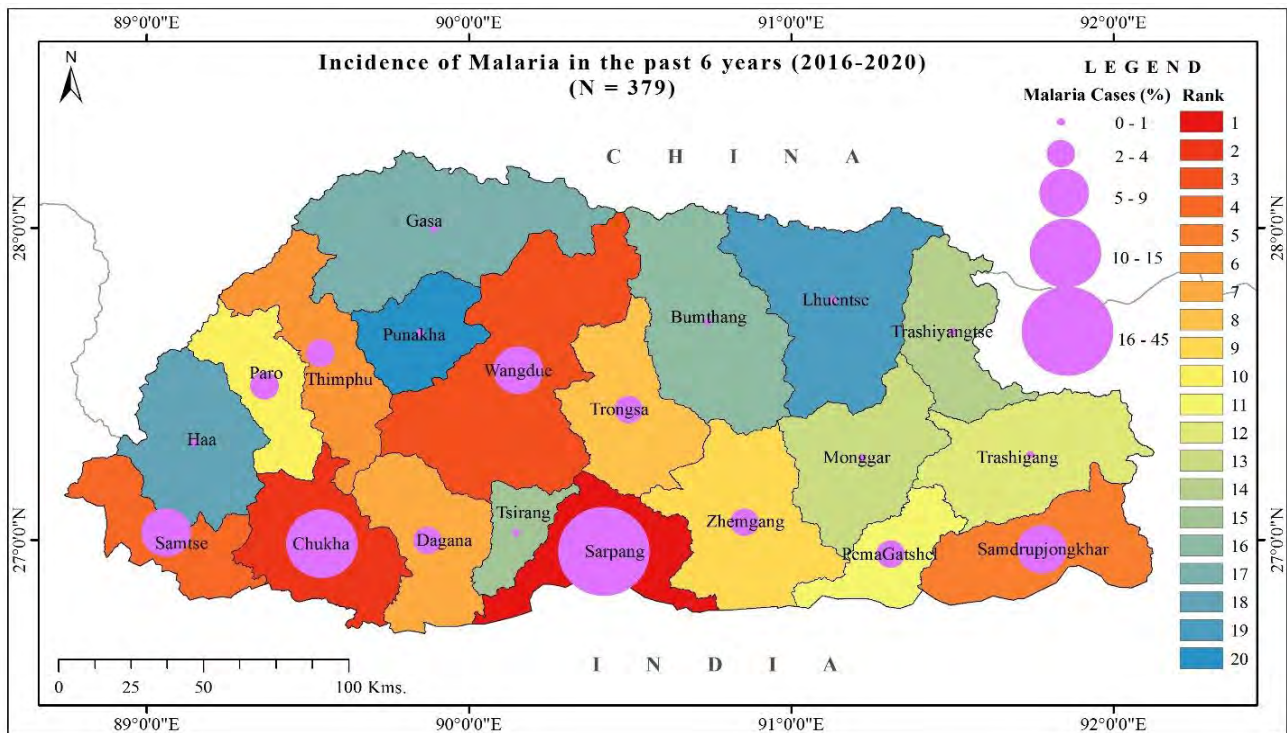 89°0'0"E 90°0'0"E 91°0'0"E 92°0'0"E
N
Incidence of Malaria in the past 6 years (2016-2020)
(N = 379)
LEGEND
Malaria Cases (%) Rank
0 - 1
2 - 4
5 - 9
10 - 15
16 - 45
1
2
3
4
5
6
7
8
9
10
11
12
13
14
15
16
17
18
19
20
CHINA
28°0'0"N 28°0'0"N
Gasa
Punakha
Bumthang
Lhuentse
Trashiyangtse
Paro
Thimphu
Wangdue
Trongsa
Haa
Monggar
Trashigang
Tsirang
Zhemgang
27°0'0"N 27°0'0"N
Samtse
Chukha
Dagana
Sarpang
PemaGatshel
Samdrupjongkhar
INDIA
0 25 50 100 Kms.
89°0'0"E 90°0'0"E 91°0'0"E 92°0'0"E